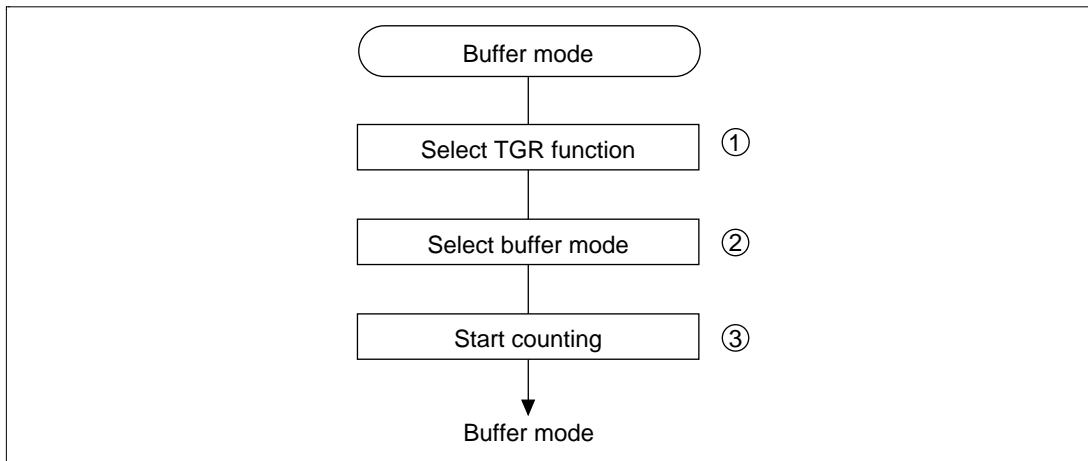 Buffer mode
Select TGR function ①
Select buffer mode ②
Start counting ③
Buffer mode